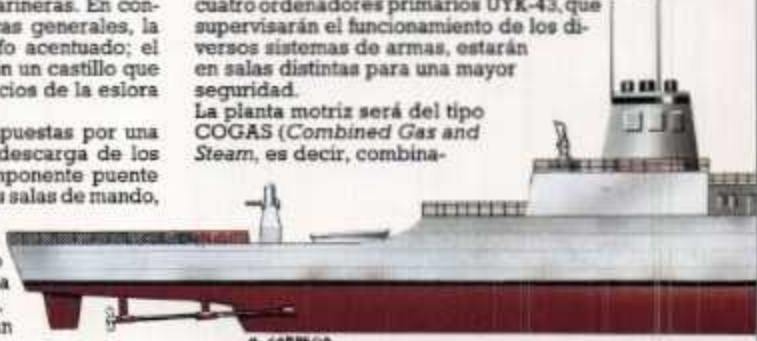 arineras. En con-
as generales, la
fo acentuado; el
n un castillo que
cios de la eslora
puestas por una
descarga de los
mponente puente
s salas de mando,
a
n
cuatro ordenadores primarios UYK-43, que
supervisarán el funcionamiento de los di-
versos sistemas de armas, estarán
en salas distintas para una mayor
seguridad.
La planta motriz será del tipo
COGAS (Combined Gas and
Steam, es decir, combina-